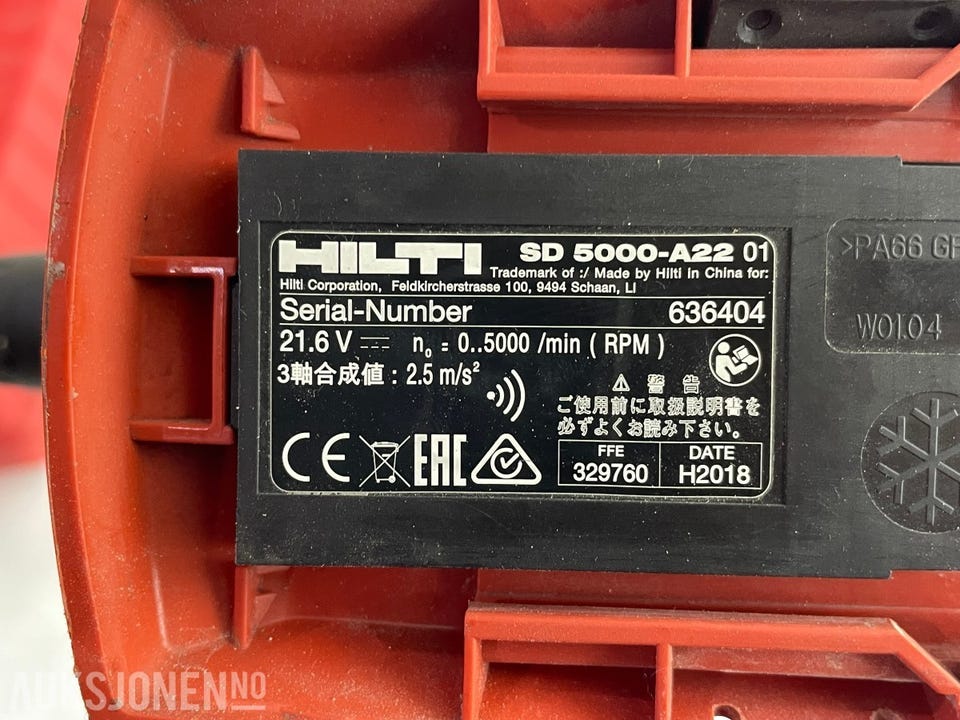 HILTI SD 5000-A22 01
Trademark of :/ Made by Hilti in China for:
Hilti Corporation, Feldkircherstrasse 100, 9494 Schaan, LI
Serial-Number 636404
21.6 V n₀ = 0..5000 /min ( RPM )
3軸合成値 : 2.5 m/s²
⚠ 警 告
ご使用前に取扱説明書を
必ずよくお読み下さい。
CE EAC
FFE DATE
329760 H2018
>PA66 GF
W01.04
AUKSJONEN NO